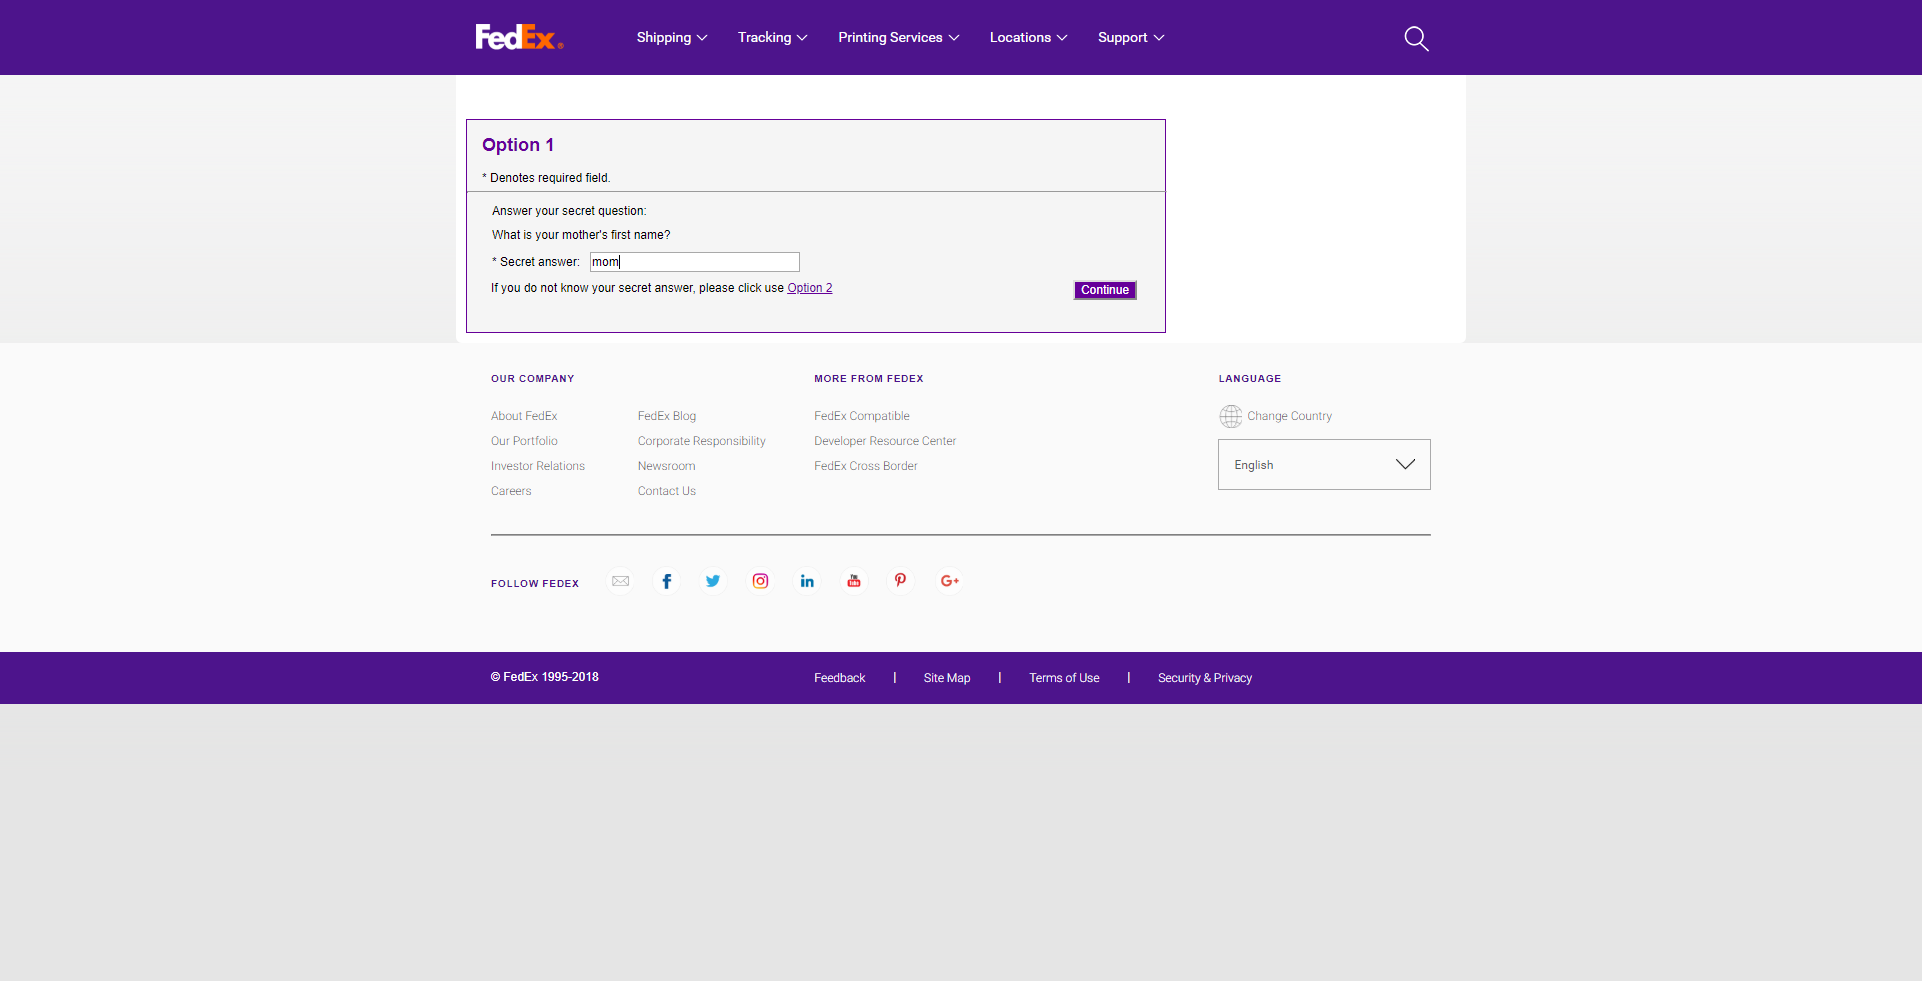 FedEx®
Shipping
Tracking
Printing Services
Locations
Support
Option 1
* Denotes required field.
Answer your secret question:
What is your mother's first name?
* Secret answer: mom
If you do not know your secret answer, please click use Option 2
Continue
OUR COMPANY
About FedEx
Our Portfolio
Investor Relations
Careers
FedEx Blog
Corporate Responsibility
Newsroom
Contact Us
MORE FROM FEDEX
FedEx Compatible
Developer Resource Center
FedEx Cross Border
LANGUAGE
Change Country
English
FOLLOW FEDEX
© FedEx 1995-2018
Feedback | Site Map | Terms of Use | Security & Privacy